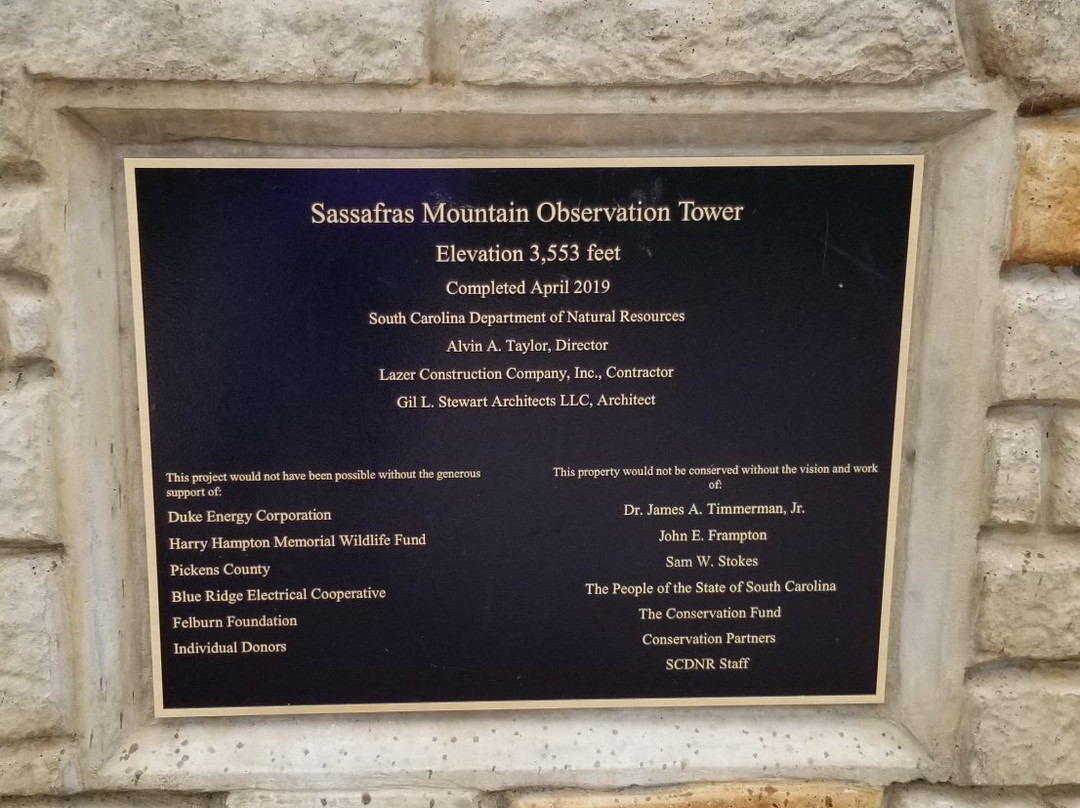 Sassafras Mountain Observation Tower
Elevation 3,553 feet
Completed April 2019
South Carolina Department of Natural Resources
Alvin A. Taylor, Director
Lazer Construction Company, Inc., Contractor
Gil L. Stewart Architects LLC, Architect
This project would not have been possible without the generous
support of:
Duke Energy Corporation
Harry Hampton Memorial Wildlife Fund
Pickens County
Blue Ridge Electrical Cooperative
Felburn Foundation
Individual Donors
This property would not be conserved without the vision and work
of:
Dr. James A. Timmerman, Jr.
John E. Frampton
Sam W. Stokes
The People of the State of South Carolina
The Conservation Fund
Conservation Partners
SCDNR Staff